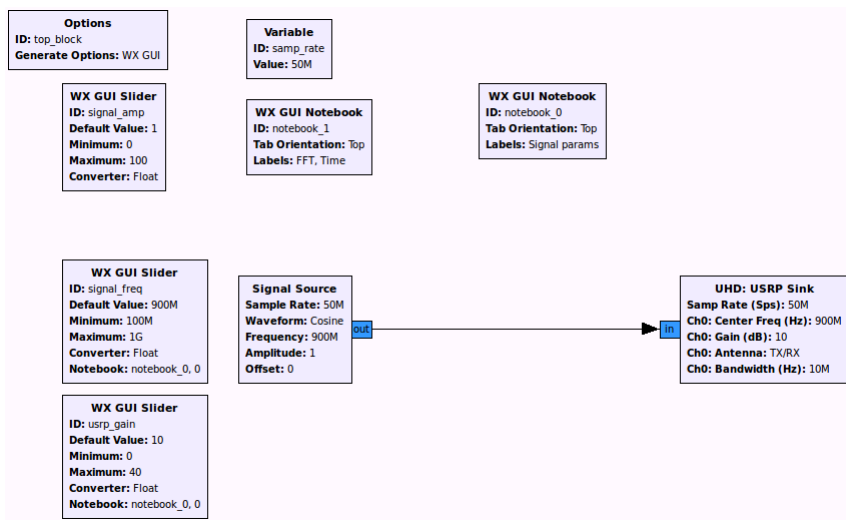 Options
ID: top_block
Generate Options: WX GUI
Variable
ID: samp_rate
Value: 50M
WX GUI Slider
ID: signal_amp
Default Value: 1
Minimum: 0
Maximum: 100
Converter: Float
WX GUI Notebook
ID: notebook_1
Tab Orientation: Top
Labels: FFT, Time
WX GUI Notebook
ID: notebook_0
Tab Orientation: Top
Labels: Signal params
WX GUI Slider
ID: signal_freq
Default Value: 900M
Minimum: 100M
Maximum: 1G
Converter: Float
Notebook: notebook_0, 0
Signal Source
Sample Rate: 50M
Waveform: Cosine
Frequency: 900M
Amplitude: 1
Offset: 0
out
in
UHD: USRP Sink
Samp Rate (Sps): 50M
Ch0: Center Freq (Hz): 900M
Ch0: Gain (dB): 10
Ch0: Antenna: TX/RX
Ch0: Bandwidth (Hz): 10M
WX GUI Slider
ID: usrp_gain
Default Value: 10
Minimum: 0
Maximum: 40
Converter: Float
Notebook: notebook_0, 0